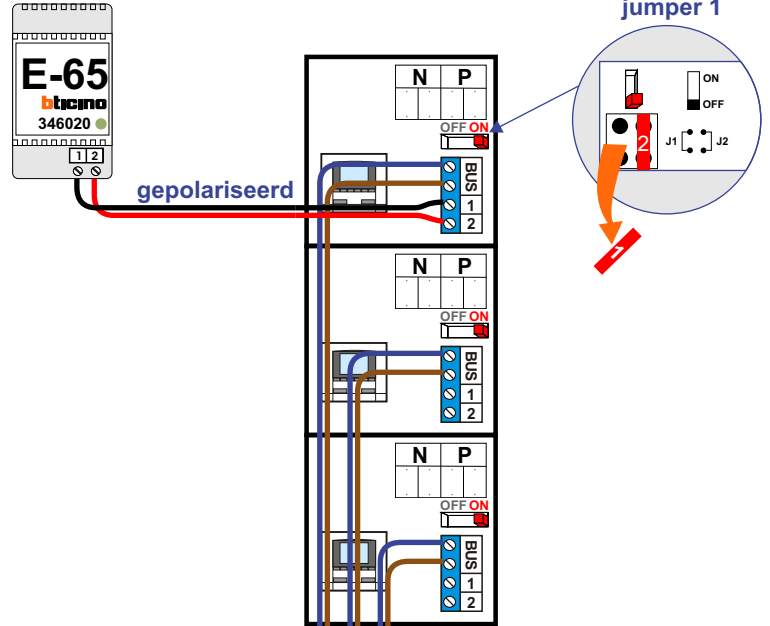 jumper 1
E-65
bticino
346020
1 2
gepolariseerd
N P
OFF ON
BUS
1
2
N P
OFF ON
BUS
1
2
N P
OFF ON
BUS
1
2
ON
OFF
2
J1 J2
1